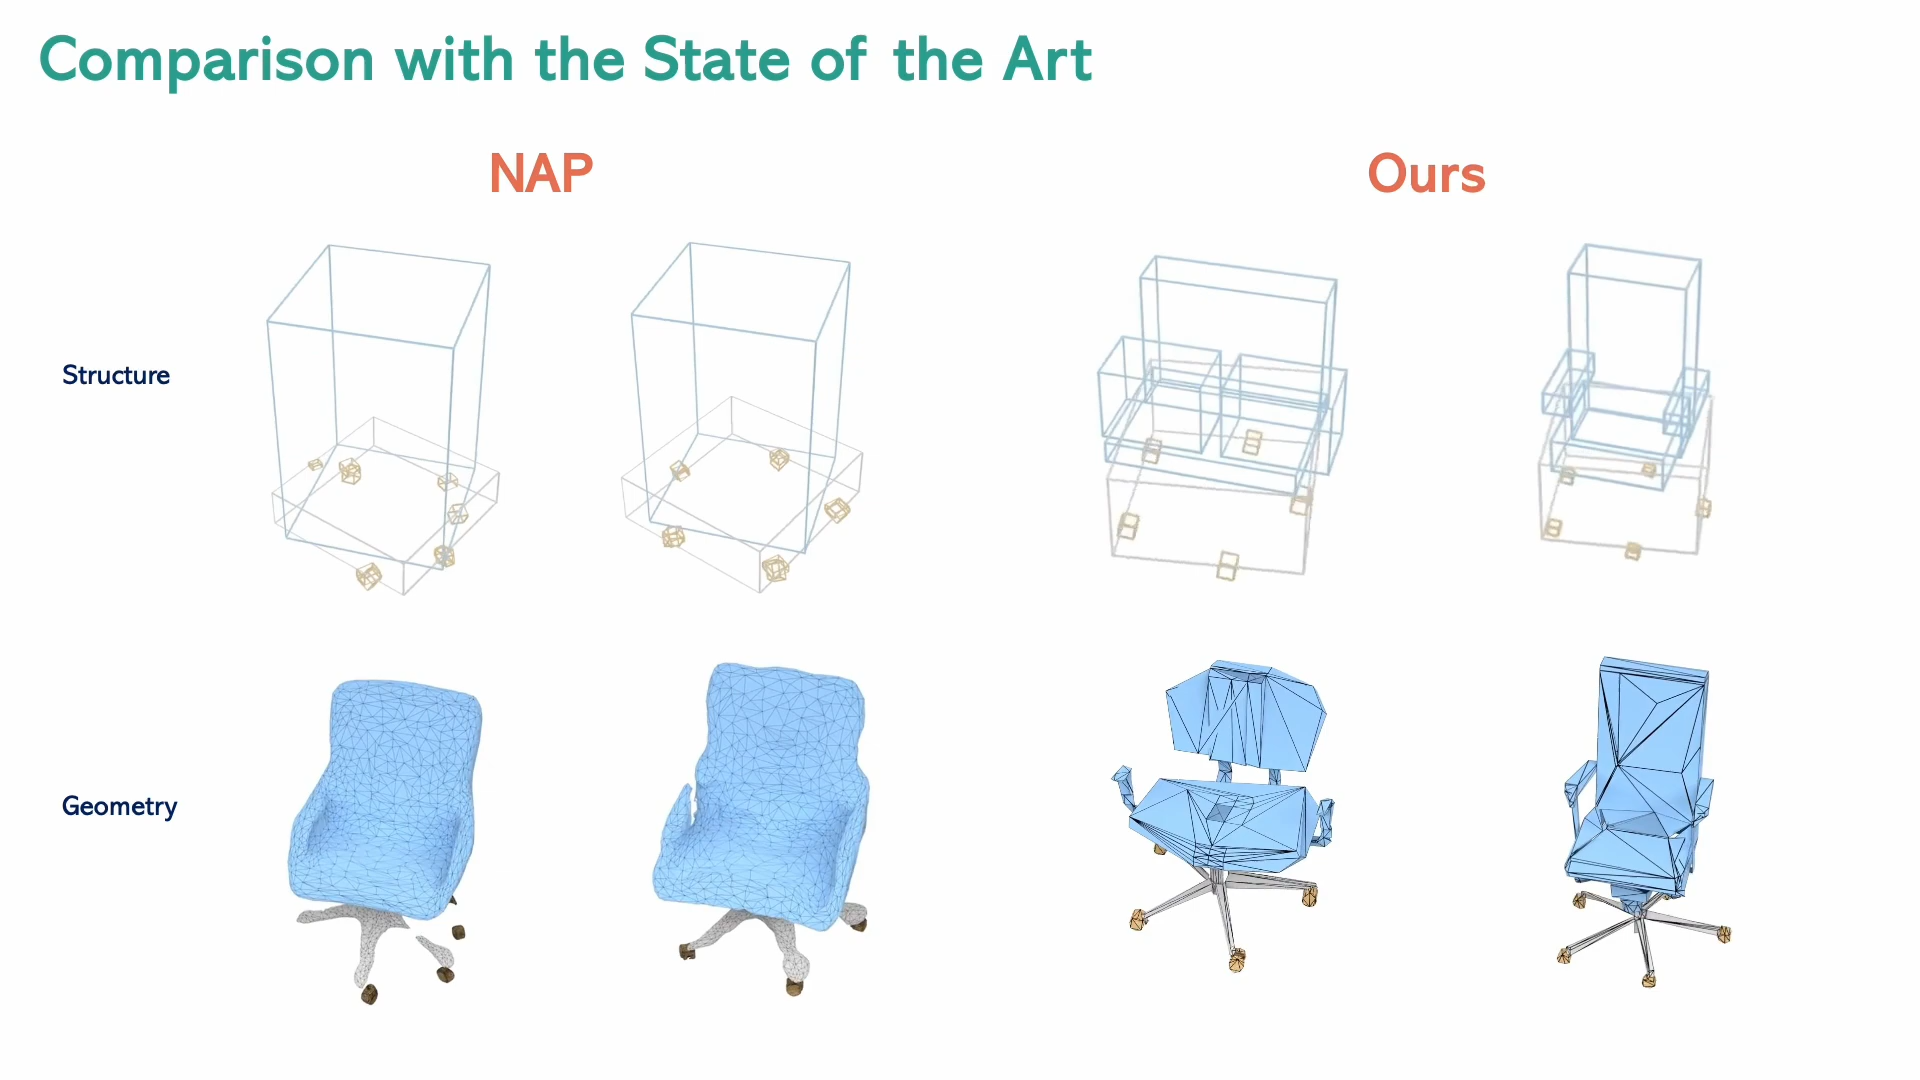 Comparison with the State of the Art
NAP
Ours
Structure
Geometry